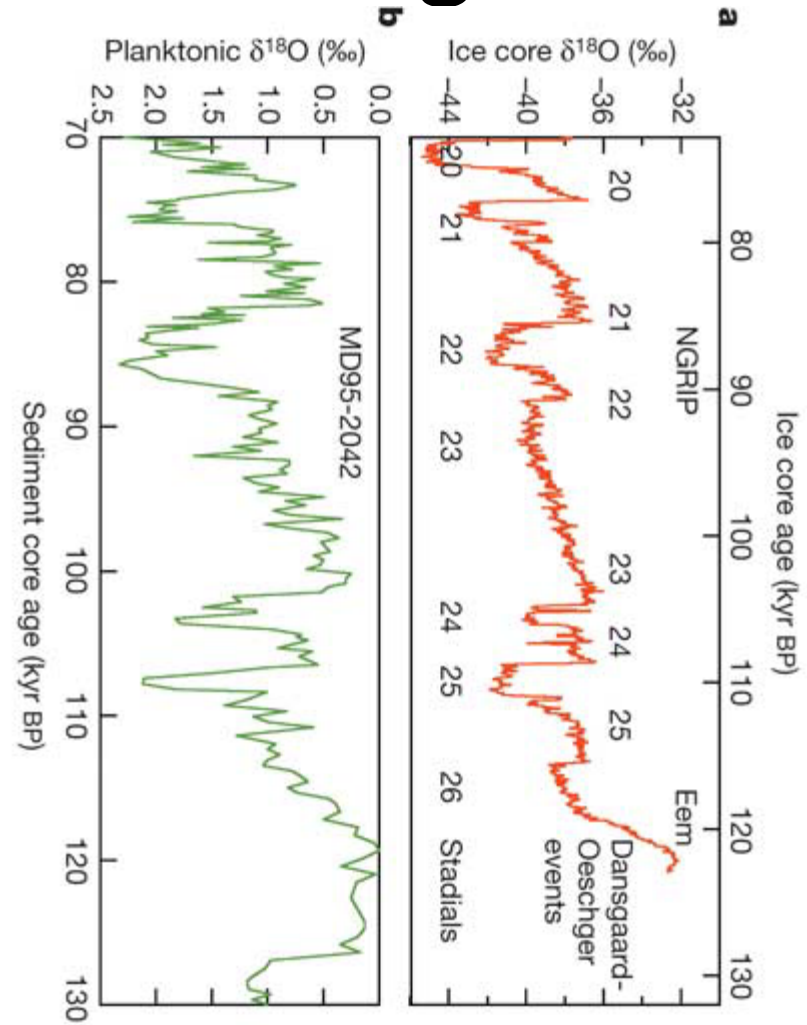 a
Ice core age (kyr BP)
80 90 100 110 120 130
Ice core δ¹⁸O (‰)
−32
−36
−40
−44
NGRIP
Eem
20 21 22 23 24 25
Dansgaard-
Oeschger
events
20 21 22 23 24 25 26 Stadials
b
Planktonic δ¹⁸O (‰)
0.0
0.5
1.0
1.5
2.0
2.5
MD95-2042
70 80 90 100 110 120 130
Sediment core age (kyr BP)